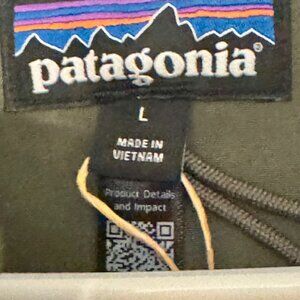 patagonia®
L
MADE IN
VIETNAM
Product Details
and Impact